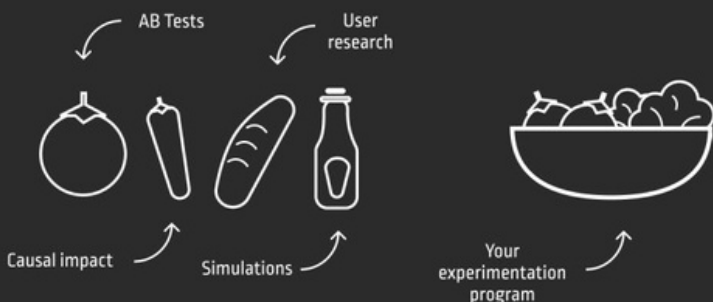 AB Tests
User
research
Causal impact
Simulations
Your
experimentation
program